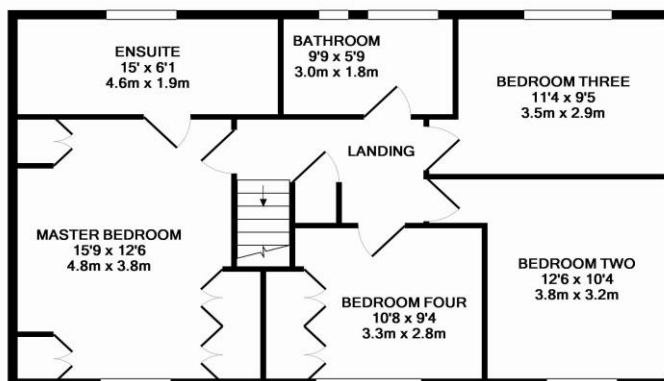 ENSUITE
15' x 6'1
4.6m x 1.9m
BATHROOM
9'9 x 5'9
3.0m x 1.8m
BEDROOM THREE
11'4 x 9'5
3.5m x 2.9m
LANDING
MASTER BEDROOM
15'9 x 12'6
4.8m x 3.8m
BEDROOM TWO
12'6 x 10'4
3.8m x 3.2m
BEDROOM FOUR
10'8 x 9'4
3.3m x 2.8m